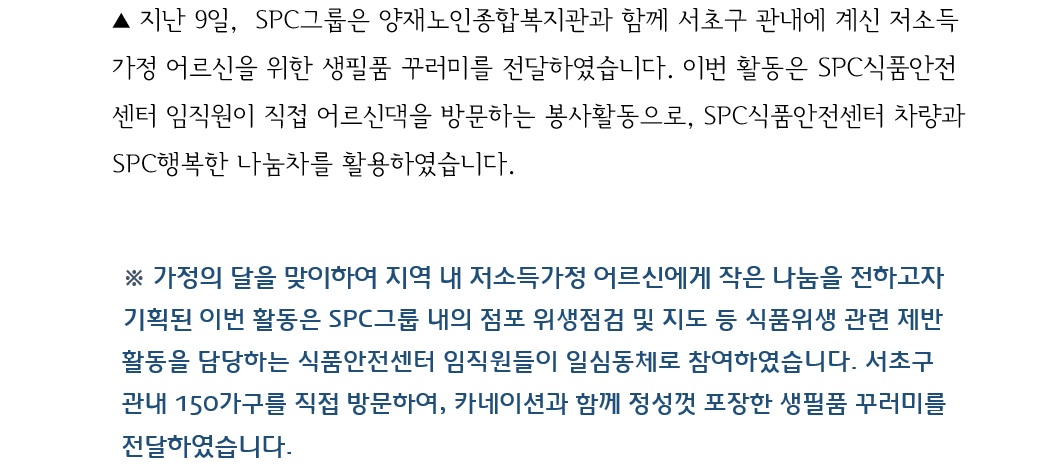 ▲ 지난 9일, SPC그룹은 양재노인종합복지관과 함께 서초구 관내에 계신 저소득
가정 어르신을 위한 생필품 꾸러미를 전달하였습니다. 이번 활동은 SPC식품안전
센터 임직원이 직접 어르신댁을 방문하는 봉사활동으로, SPC식품안전센터 차량과
SPC행복한 나눔차를 활용하였습니다.
※ 가정의 달을 맞이하여 지역 내 저소득가정 어르신에게 작은 나눔을 전하고자
기획된 이번 활동은 SPC그룹 내의 점포 위생점검 및 지도 등 식품위생 관련 제반
활동을 담당하는 식품안전센터 임직원들이 일심동체로 참여하였습니다. 서초구
관내 150가구를 직접 방문하여, 카네이션과 함께 정성껏 포장한 생필품 꾸러미를
전달하였습니다.